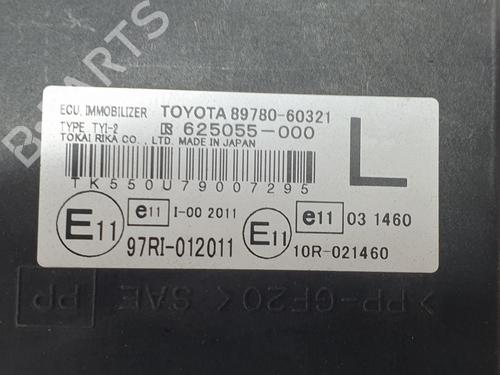 B-PARTS
ECU, IMMOBILIZER TOYOTA 89780-60321
TYPE TYI-2 625055-000
TOKAI RIKA CO., LTD. MADE IN JAPAN
L
TK550U79007295
E11 e11 I-00 2011 E11 e11 03 1460
97RI-012011 10R-021460
PP >PP-GF20< SAE